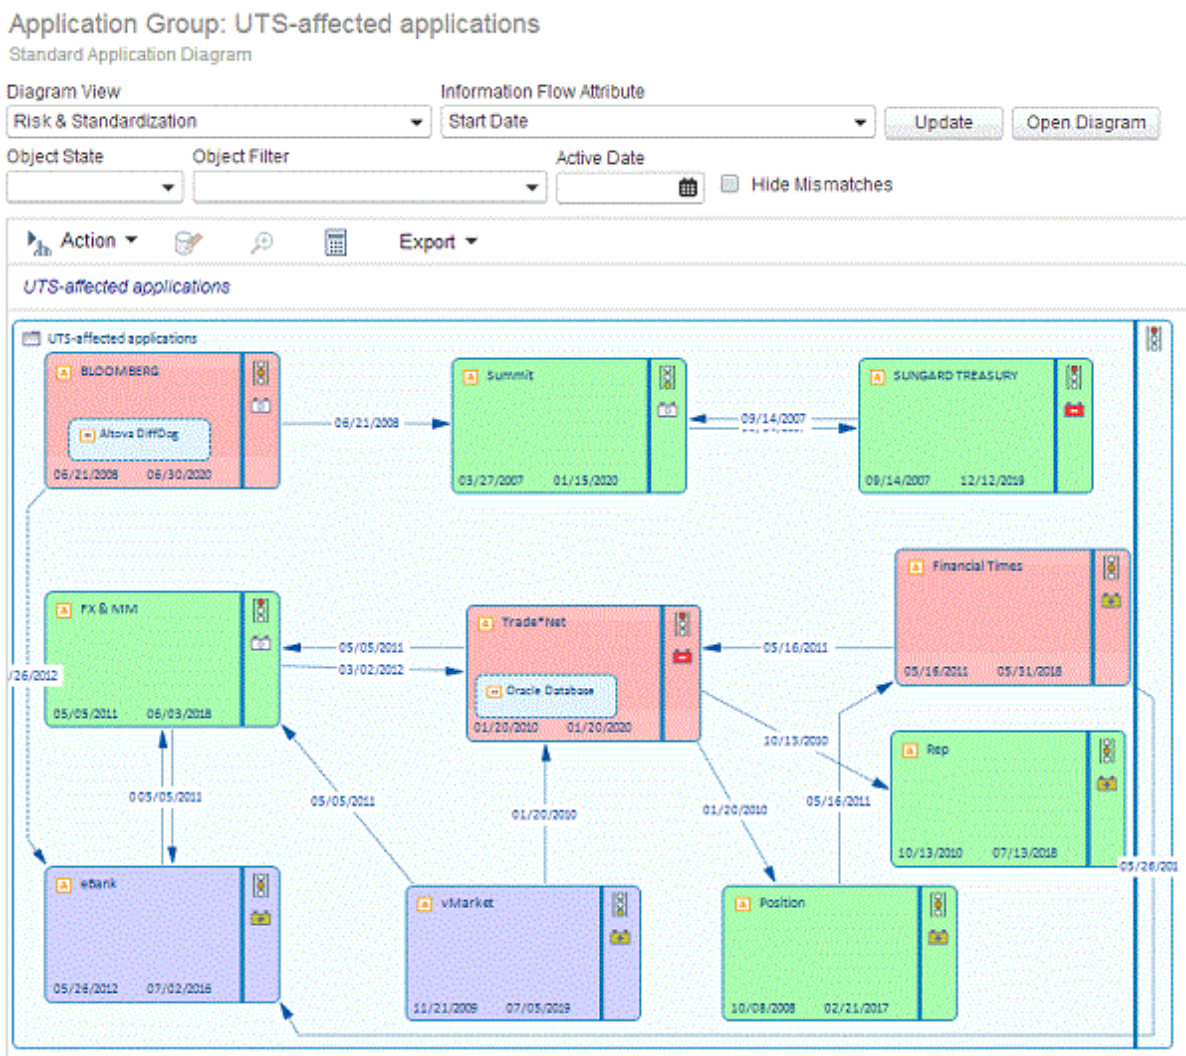 Application Group: UTS-affected applications
Standard Application Diagram
Diagram View
Information Flow Attribute
Risk & Standardization
Start Date
Update
Open Diagram
Object State
Object Filter
Active Date
Hide Mismatches
Action
Export
UTS-affected applications
UTS-affected applications
BLOOMBERG
Altova DiffDog
06/21/2008 06/30/2020
06/21/2008
Summit
03/27/2007 01/15/2020
09/14/2007
SUNGARD TREASURY
09/14/2007 12/12/2019
FX & MM
05/05/2011 06/03/2018
/26/2012
05/05/2011
03/02/2012
Trade*Net
Oracle Database
01/20/2010 01/20/2020
05/16/2011
Financial Times
05/16/2011 05/31/2018
10/13/2010
Rep
10/13/2010 07/13/2018
05/05/2011
05/05/2011
01/20/2010
01/20/2010
05/16/2011
05/26/201
eBank
05/26/2012 07/02/2016
vMarket
11/21/2009 07/05/2019
Position
10/08/2008 02/21/2017